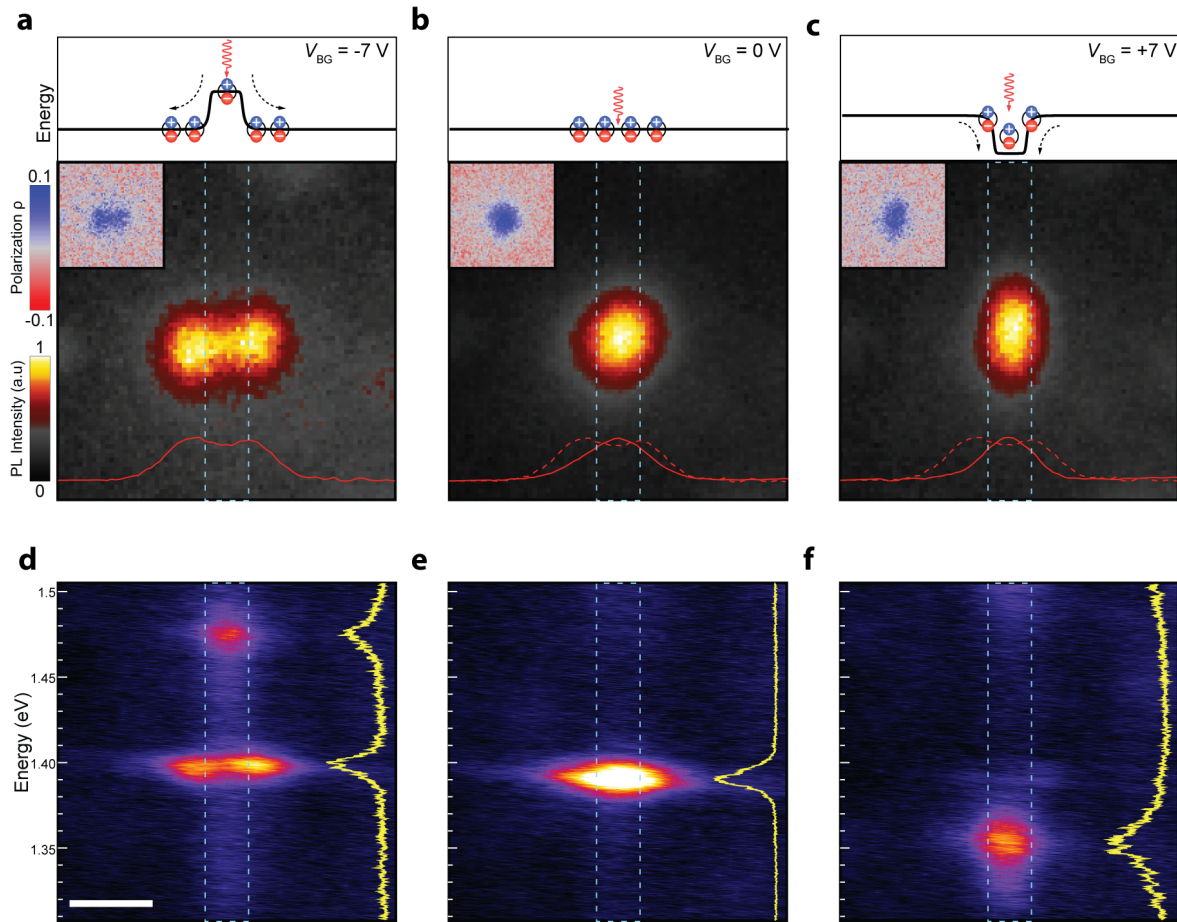 a
V_BG = -7 V
b
V_BG = 0 V
c
V_BG = +7 V
Energy
+ + + + +
− − − − −
+ + + +
− − − −
+ + +
− − −
0.1
Polarization ρ
-0.1
1
PL Intensity (a.u)
0
d
e
f
1.5
1.45
1.40
1.35
Energy (eV)